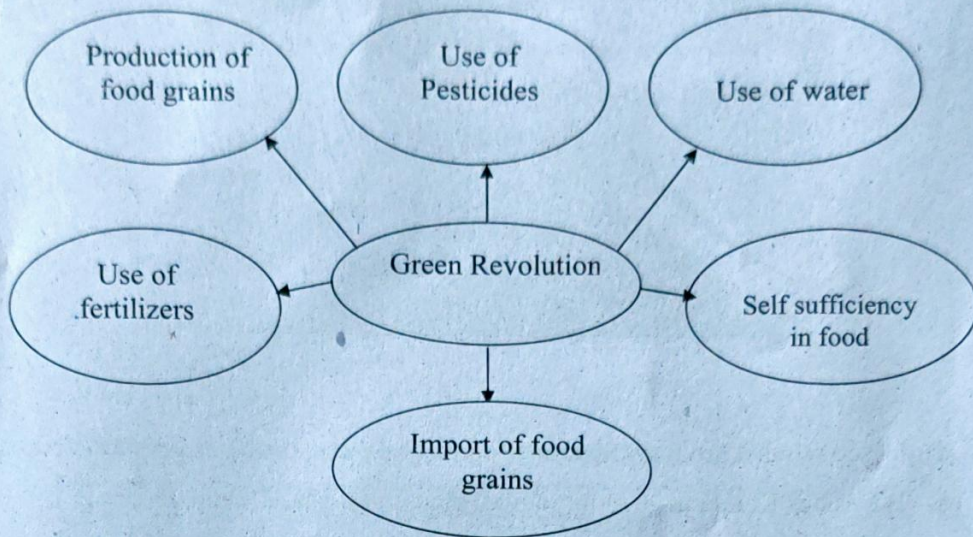 Production of
food grains
Use of
Pesticides
Use of water
Use of
.fertilizers
Green Revolution
Self sufficiency
in food
Import of food
grains